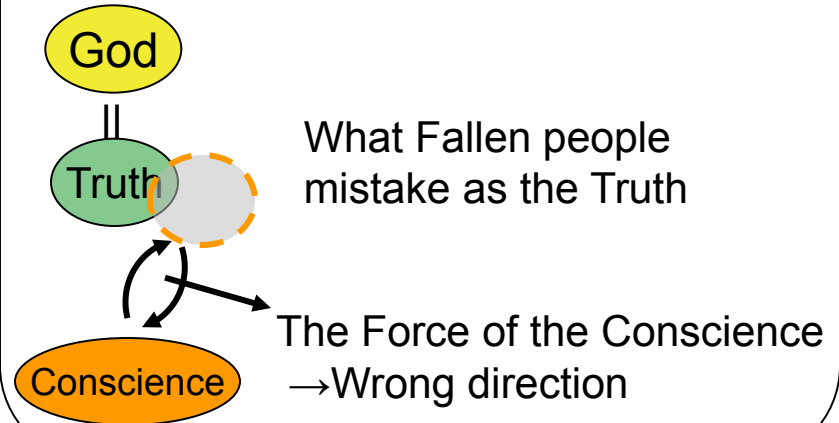 God
||
Truth
What Fallen people
mistake as the Truth
The Force of the Conscience
→Wrong direction
Conscience